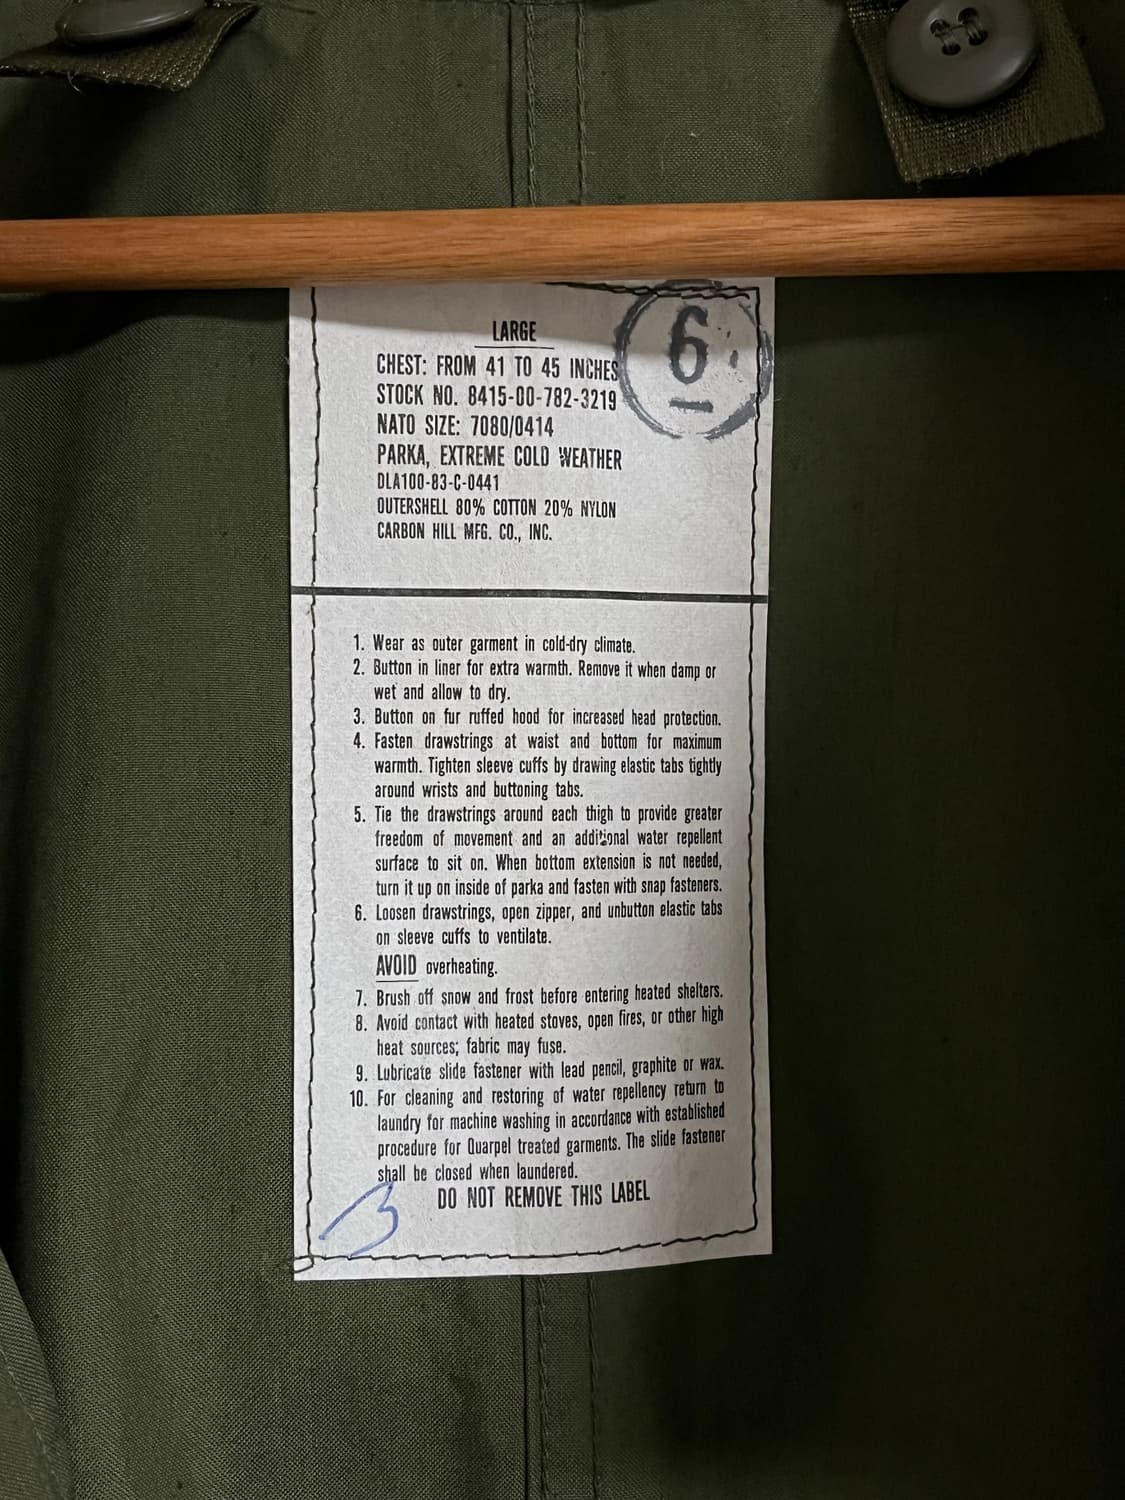 LARGE
6
CHEST: FROM 41 TO 45 INCHES
STOCK NO. 8415-00-782-3219
NATO SIZE: 7080/0414
PARKA, EXTREME COLD WEATHER
DLA100-83-C-0441
OUTERSHELL 80% COTTON 20% NYLON
CARBON HILL MFG. CO., INC.
1. Wear as outer garment in cold-dry climate.
2. Button in liner for extra warmth. Remove it when damp or
wet and allow to dry.
3. Button on fur ruffed hood for increased head protection.
4. Fasten drawstrings at waist and bottom for maximum
warmth. Tighten sleeve cuffs by drawing elastic tabs tightly
around wrists and buttoning tabs.
5. Tie the drawstrings around each thigh to provide greater
freedom of movement and an additional water repellent
surface to sit on. When bottom extension is not needed,
turn it up on inside of parka and fasten with snap fasteners.
6. Loosen drawstrings, open zipper, and unbutton elastic tabs
on sleeve cuffs to ventilate.
AVOID overheating.
7. Brush off snow and frost before entering heated shelters.
8. Avoid contact with heated stoves, open fires, or other high
heat sources; fabric may fuse.
9. Lubricate slide fastener with lead pencil, graphite or wax.
10. For cleaning and restoring of water repellency return to
laundry for machine washing in accordance with established
procedure for Quarpel treated garments. The slide fastener
shall be closed when laundered.
DO NOT REMOVE THIS LABEL